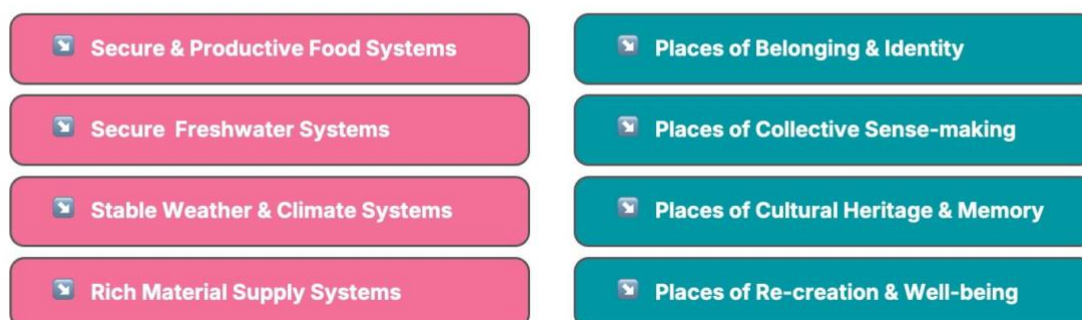 Secure & Productive Food Systems
Secure Freshwater Systems
Stable Weather & Climate Systems
Rich Material Supply Systems
Places of Belonging & Identity
Places of Collective Sense-making
Places of Cultural Heritage & Memory
Places of Re-creation & Well-being